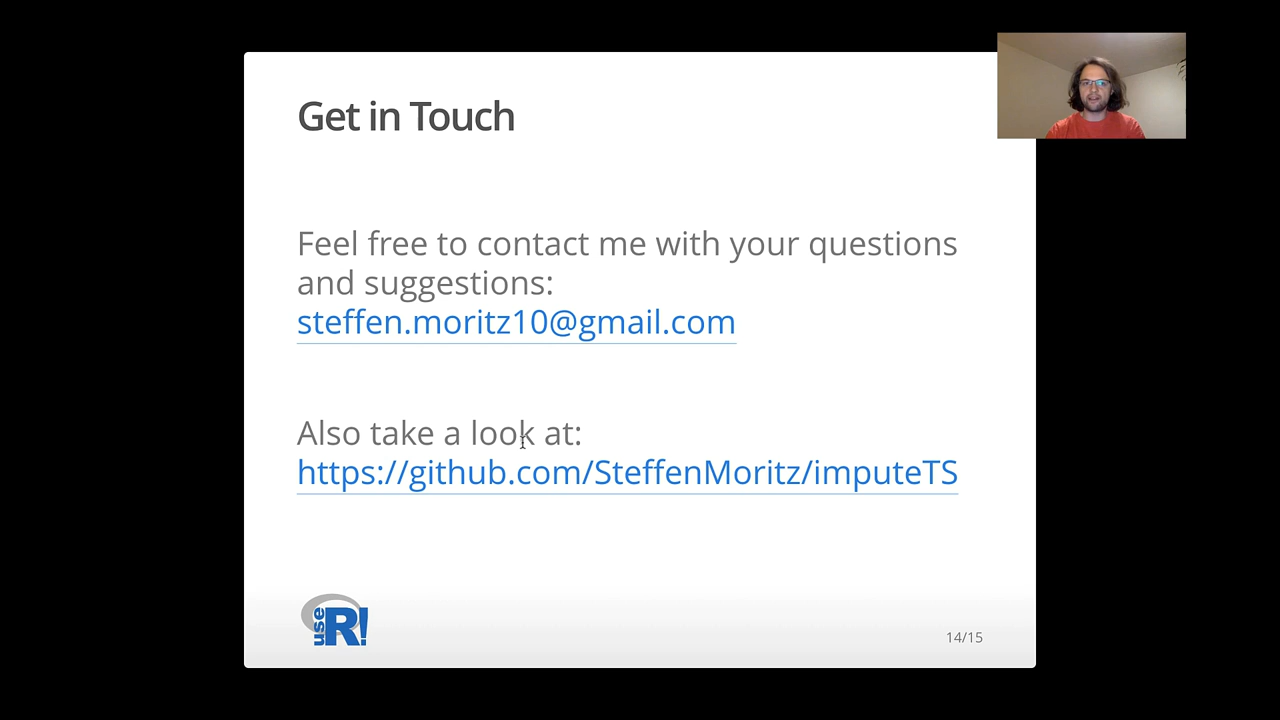 Get in Touch
Feel free to contact me with your questions
and suggestions:
steffen.moritz10@gmail.com
Also take a look at:
https://github.com/SteffenMoritz/imputeTS
use R!
14/15